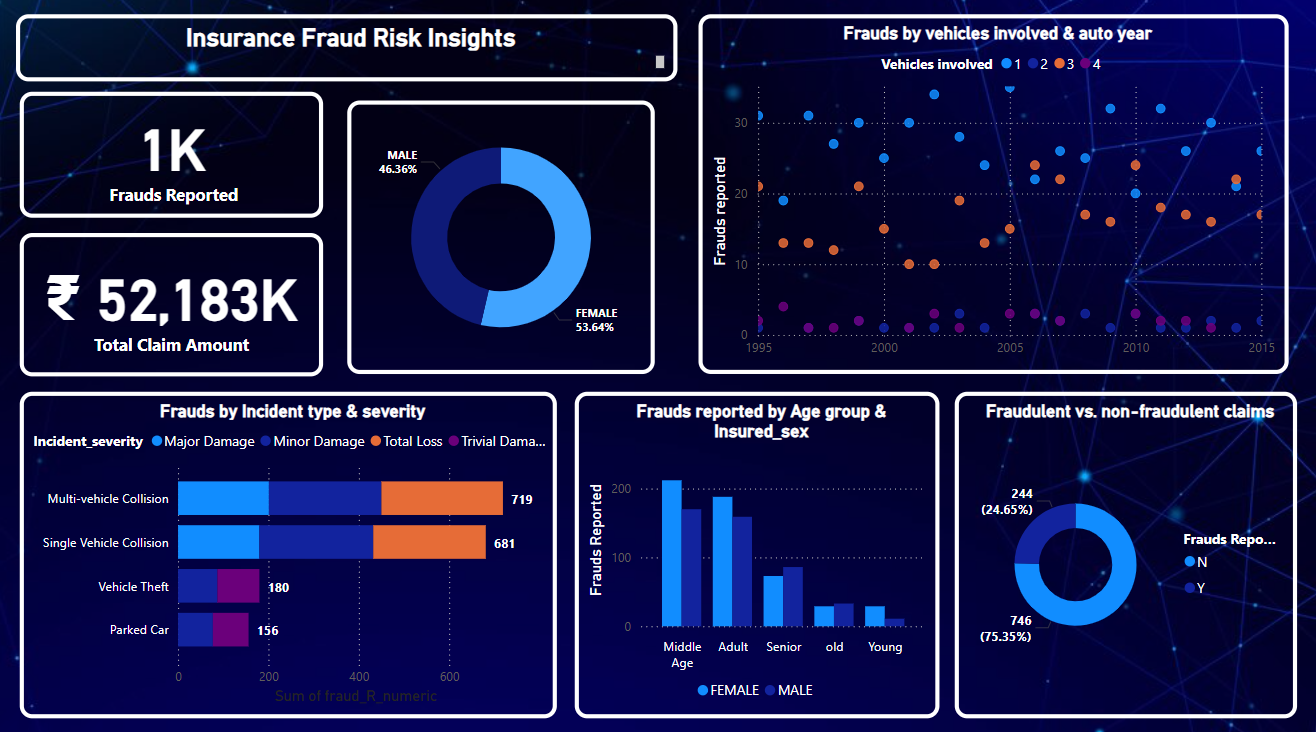 Insurance Fraud Risk Insights
1K
Frauds Reported
₹ 52,183K
Total Claim Amount
MALE
46.36%
FEMALE
53.64%
Frauds by vehicles involved & auto year
Vehicles involved 1 2 3 4
Frauds reported
30
20
10
0
1995 2000 2005 2010 2015
Frauds by Incident type & severity
Incident_severity Major Damage Minor Damage Total Loss Trivial Dama...
Multi-vehicle Collision 719
Single Vehicle Collision 681
Vehicle Theft 180
Parked Car 156
0 200 400 600
Sum of fraud_R_numeric
Frauds reported by Age group &
Insured_sex
Frauds Reported
200
100
0
Middle Age Adult Senior old Young
FEMALE MALE
Fraudulent vs. non-fraudulent claims
244
(24.65%)
746
(75.35%)
Frauds Repo...
N
Y